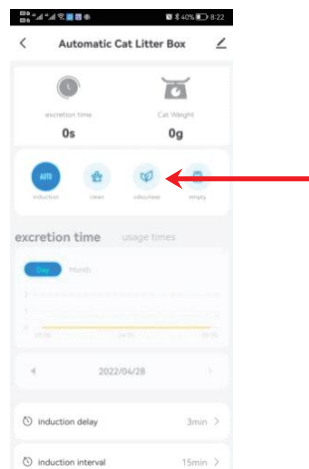 40% 8:22
Automatic Cat Litter Box
excretion time Cat Weight
0s 0g
AUTO
induction clean odourless empty
excretion time usage times
Day Month
2022/04/28
induction delay 3min
induction interval 15min